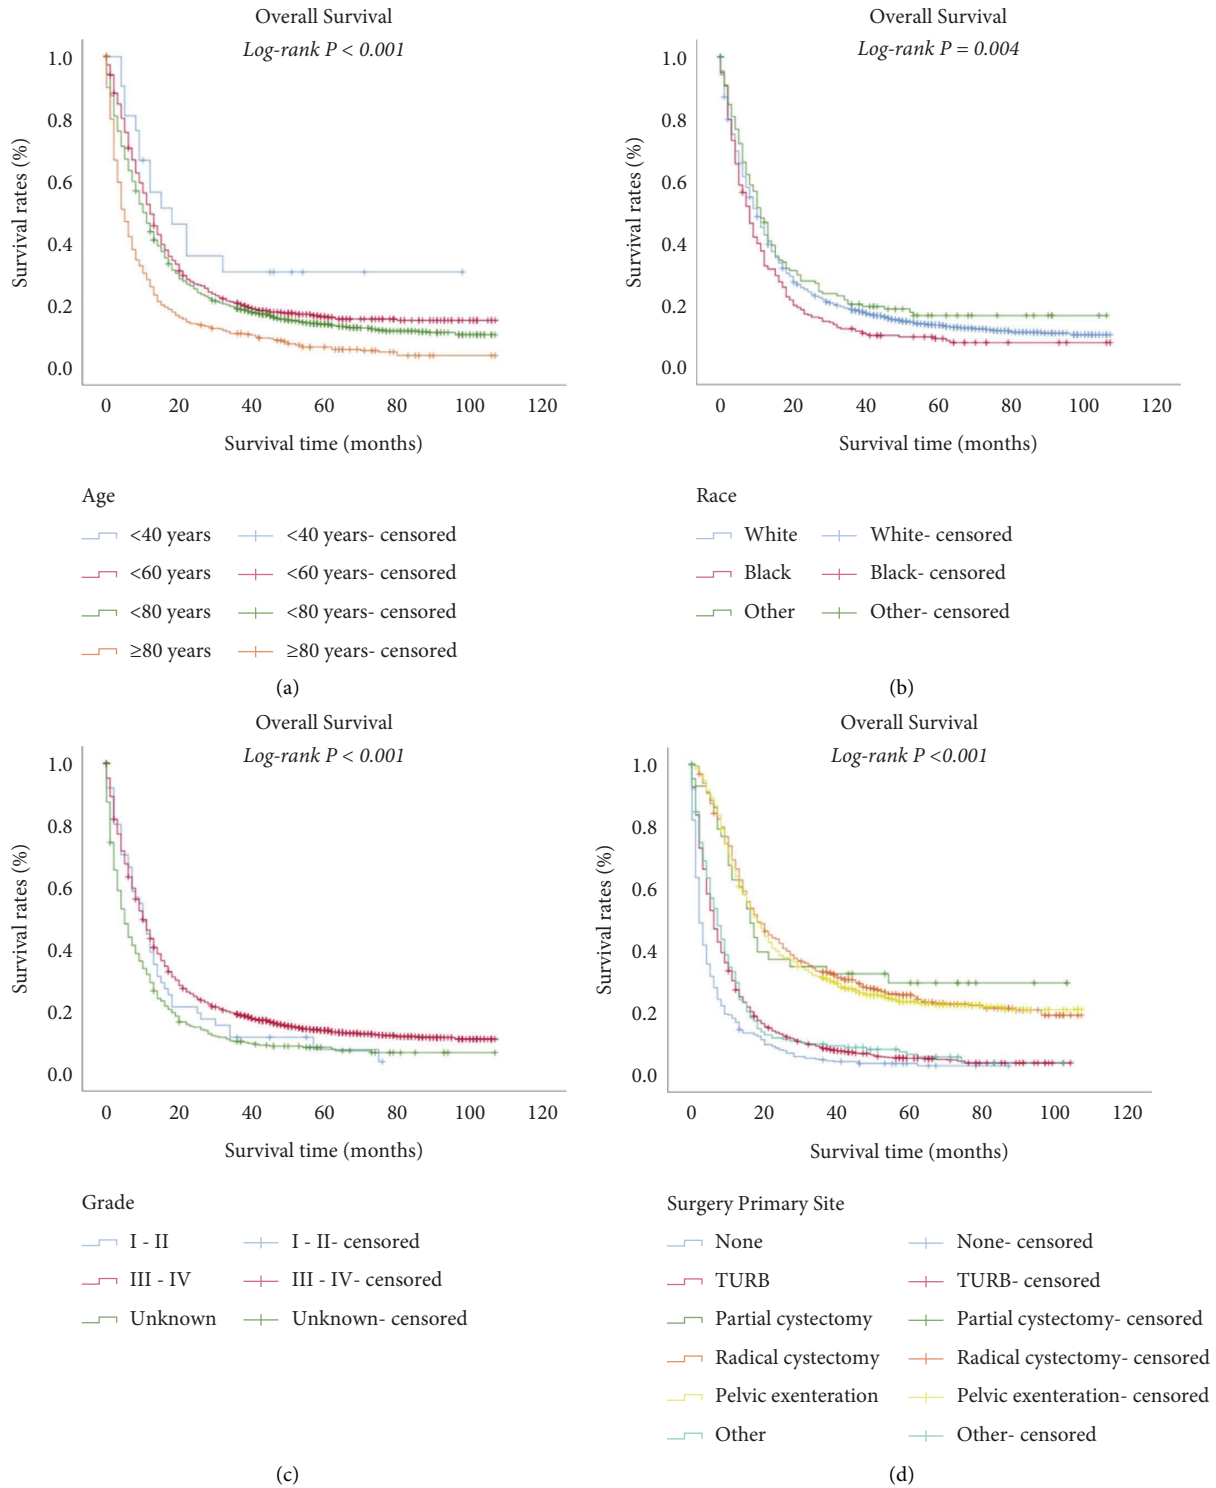 Overall Survival
Log-rank P < 0.001
Survival rates (%)
1.0
0.8
0.6
0.4
0.2
0.0
0 20 40 60 80 100 120
Survival time (months)
Age
<40 years <40 years- censored
<60 years <60 years- censored
<80 years <80 years- censored
≥80 years ≥80 years- censored
(a)
Overall Survival
Log-rank P = 0.004
Survival rates (%)
1.0
0.8
0.6
0.4
0.2
0.0
0 20 40 60 80 100 120
Survival time (months)
Race
White White- censored
Black Black- censored
Other Other- censored
(b)
Overall Survival
Log-rank P < 0.001
Survival rates (%)
1.0
0.8
0.6
0.4
0.2
0.0
0 20 40 60 80 100 120
Survival time (months)
Grade
I - II I - II- censored
III - IV III - IV- censored
Unknown Unknown- censored
(c)
Overall Survival
Log-rank P <0.001
Survival rates (%)
1.0
0.8
0.6
0.4
0.2
0.0
0 20 40 60 80 100 120
Survival time (months)
Surgery Primary Site
None None- censored
TURB TURB- censored
Partial cystectomy Partial cystectomy- censored
Radical cystectomy Radical cystectomy- censored
Pelvic exenteration Pelvic exenteration- censored
Other Other- censored
(d)